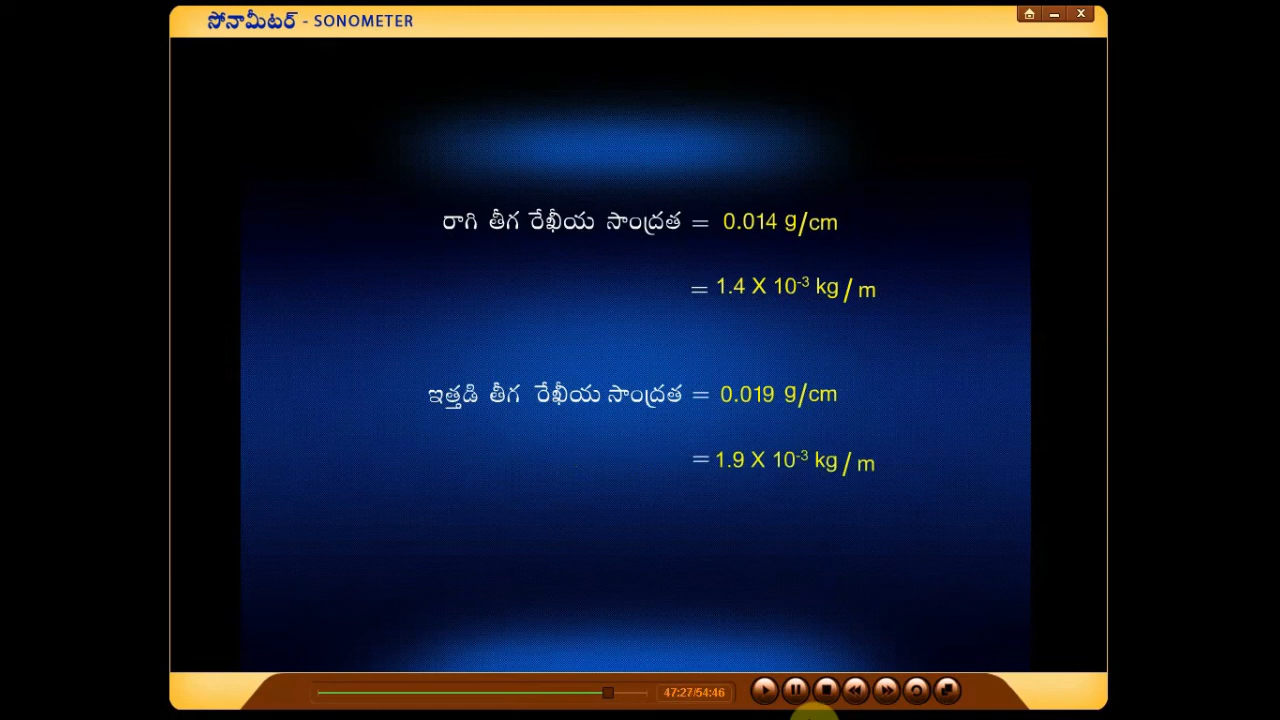 సోనామీటర్ - SONOMETER
రాగి తీగ రేఖీయ సాంద్రత = 0.014 g/cm
= 1.4 X 10⁻³ kg / m
ఇత్తడి తీగ రేఖీయ సాంద్రత = 0.019 g/cm
= 1.9 X 10⁻³ kg / m
47:27/54:46